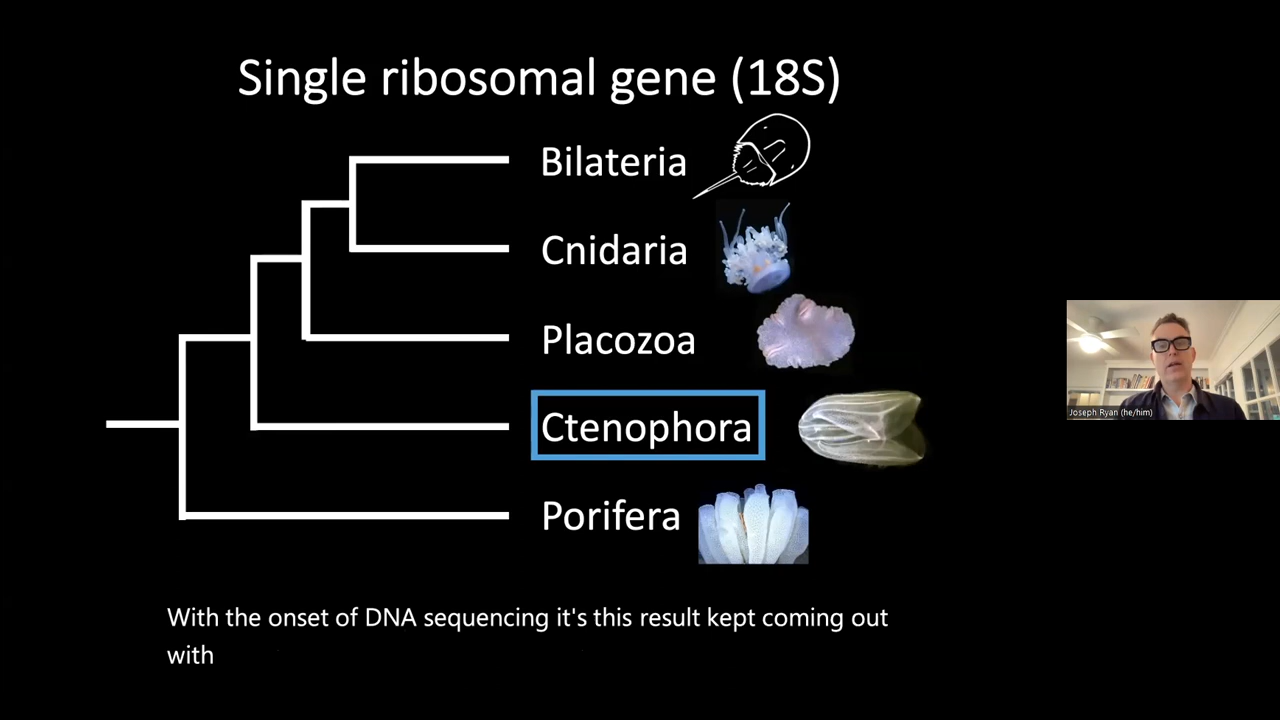 Single ribosomal gene (18S)
Bilateria
Cnidaria
Placozoa
Ctenophora
Porifera
Joseph Ryan (he/him)
With the onset of DNA sequencing it's this result kept coming out
with